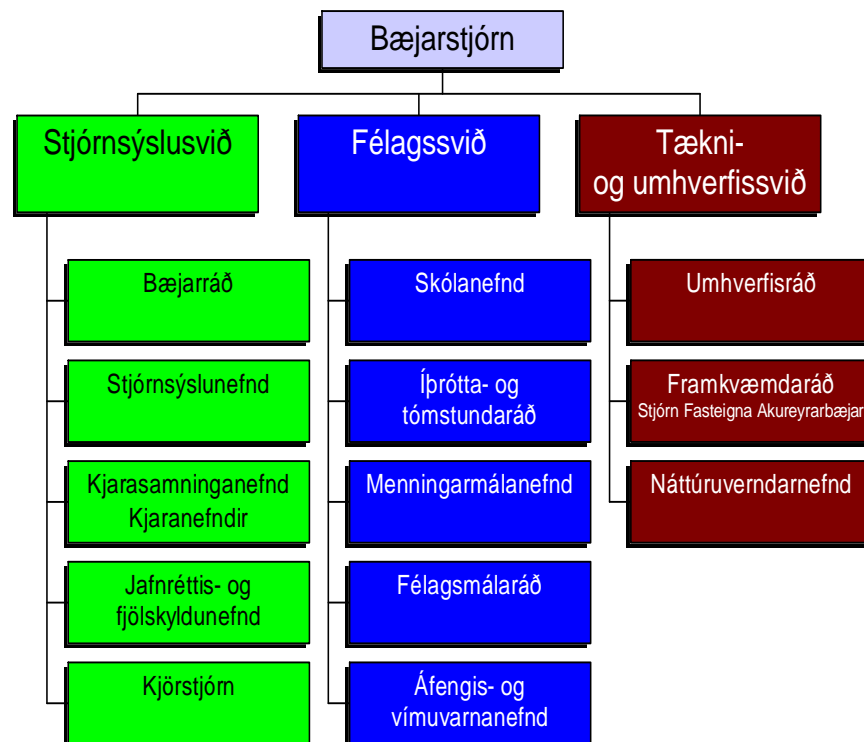 Bæjarstjórn
Stjórnsýslusvið
Bæjarráð
Stjórnsýslunefnd
Kjarasamninganefnd
Kjaranefndir
Jafnréttis- og
fjölskyldunefnd
Kjörstjórn
Félagssvið
Skólanefnd
Íþrótta- og
tómstundaráð
Menningarmálanefnd
Félagsmálaráð
Áfengis- og
vímuvarnanefnd
Tækni-
og umhverfissvið
Umhverfisráð
Framkvæmdaráð
Stjórn Fasteigna Akureyrarbæjar
Náttúruverndarnefnd